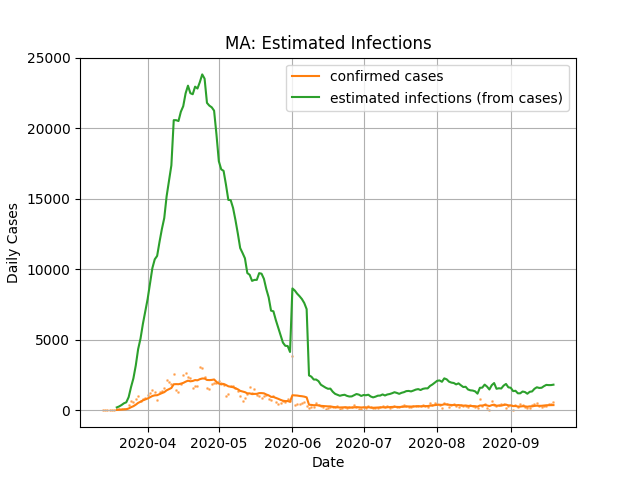 MA: Estimated Infections
25000
20000
15000
10000
5000
0
Daily Cases
confirmed cases
estimated infections (from cases)
2020-04
2020-05
2020-06
2020-07
2020-08
2020-09
Date